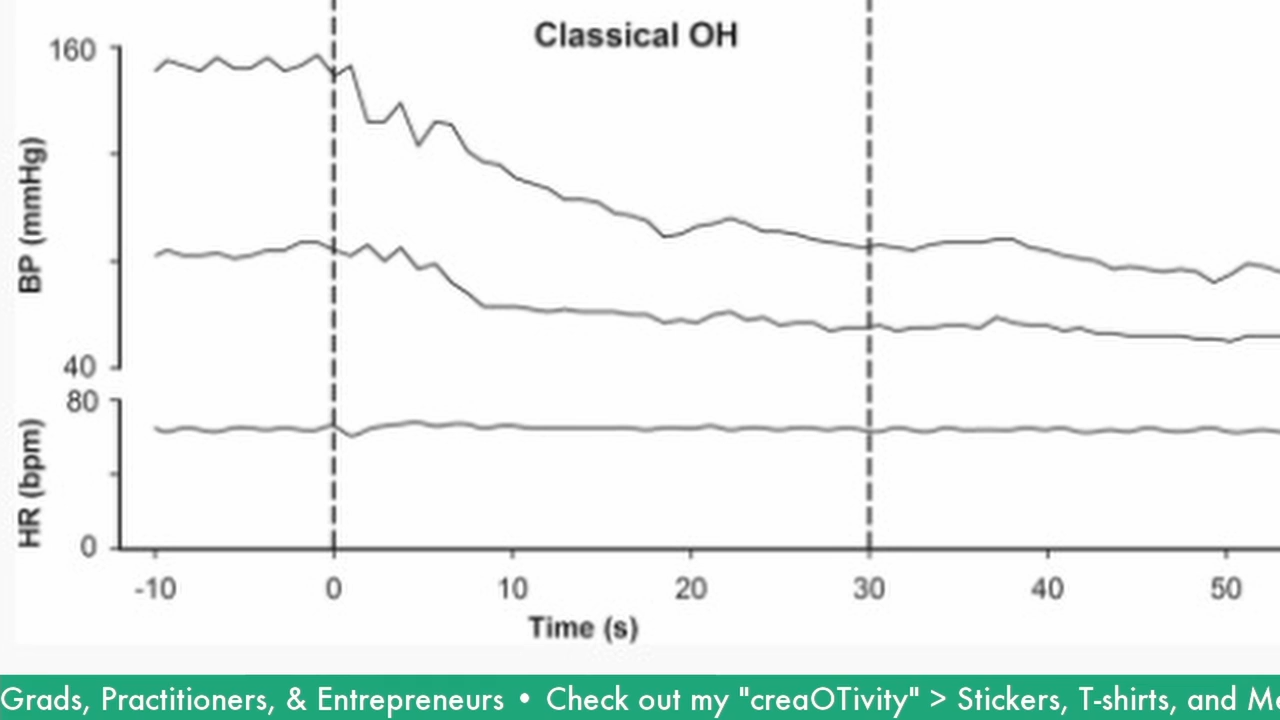 Classical OH
160
BP (mmHg)
40
80
HR (bpm)
0
-10 0 10 20 30 40 50
Time (s)
Grads, Practitioners, & Entrepreneurs • Check out my "creaOTivity" > Stickers, T-shirts, and